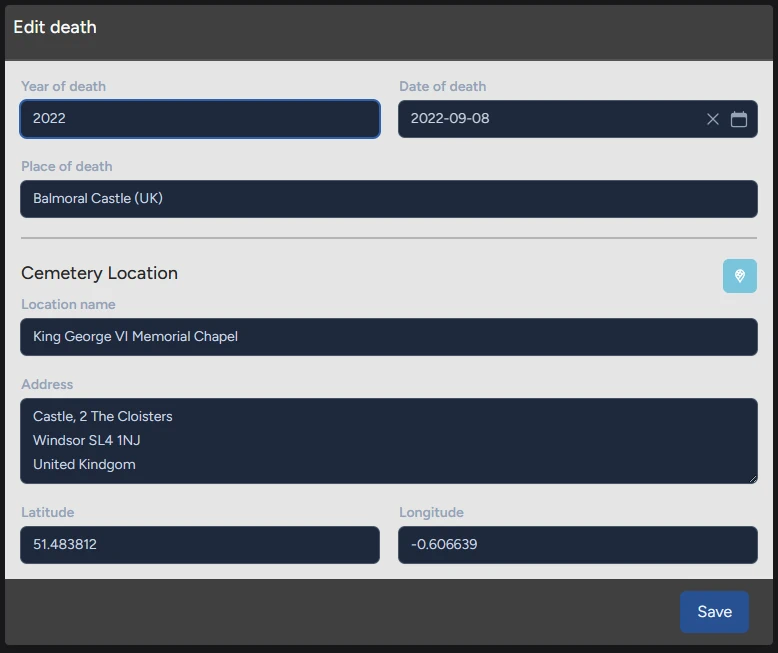 Edit death
Year of death
Date of death
2022
2022-09-08
Place of death
Balmoral Castle (UK)
Cemetery Location
Location name
King George VI Memorial Chapel
Address
Castle, 2 The Cloisters
Windsor SL4 1NJ
United Kindgom
Latitude
Longitude
51.483812
-0.606639
Save